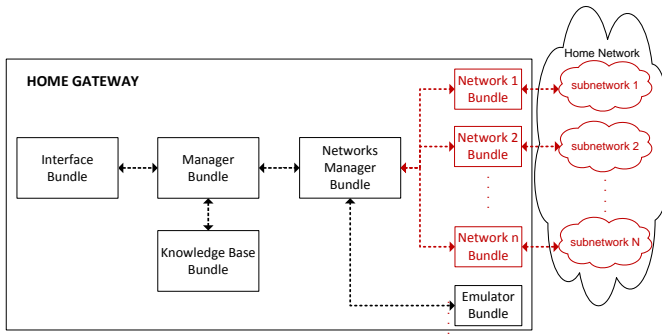 Home Network
HOME GATEWAY
Network 1
Bundle
subnetwork 1
Interface
Bundle
Manager
Bundle
Networks
Manager
Bundle
Network 2
Bundle
subnetwork 2
Knowledge Base
Bundle
Network n
Bundle
subnetwork N
Emulator
Bundle